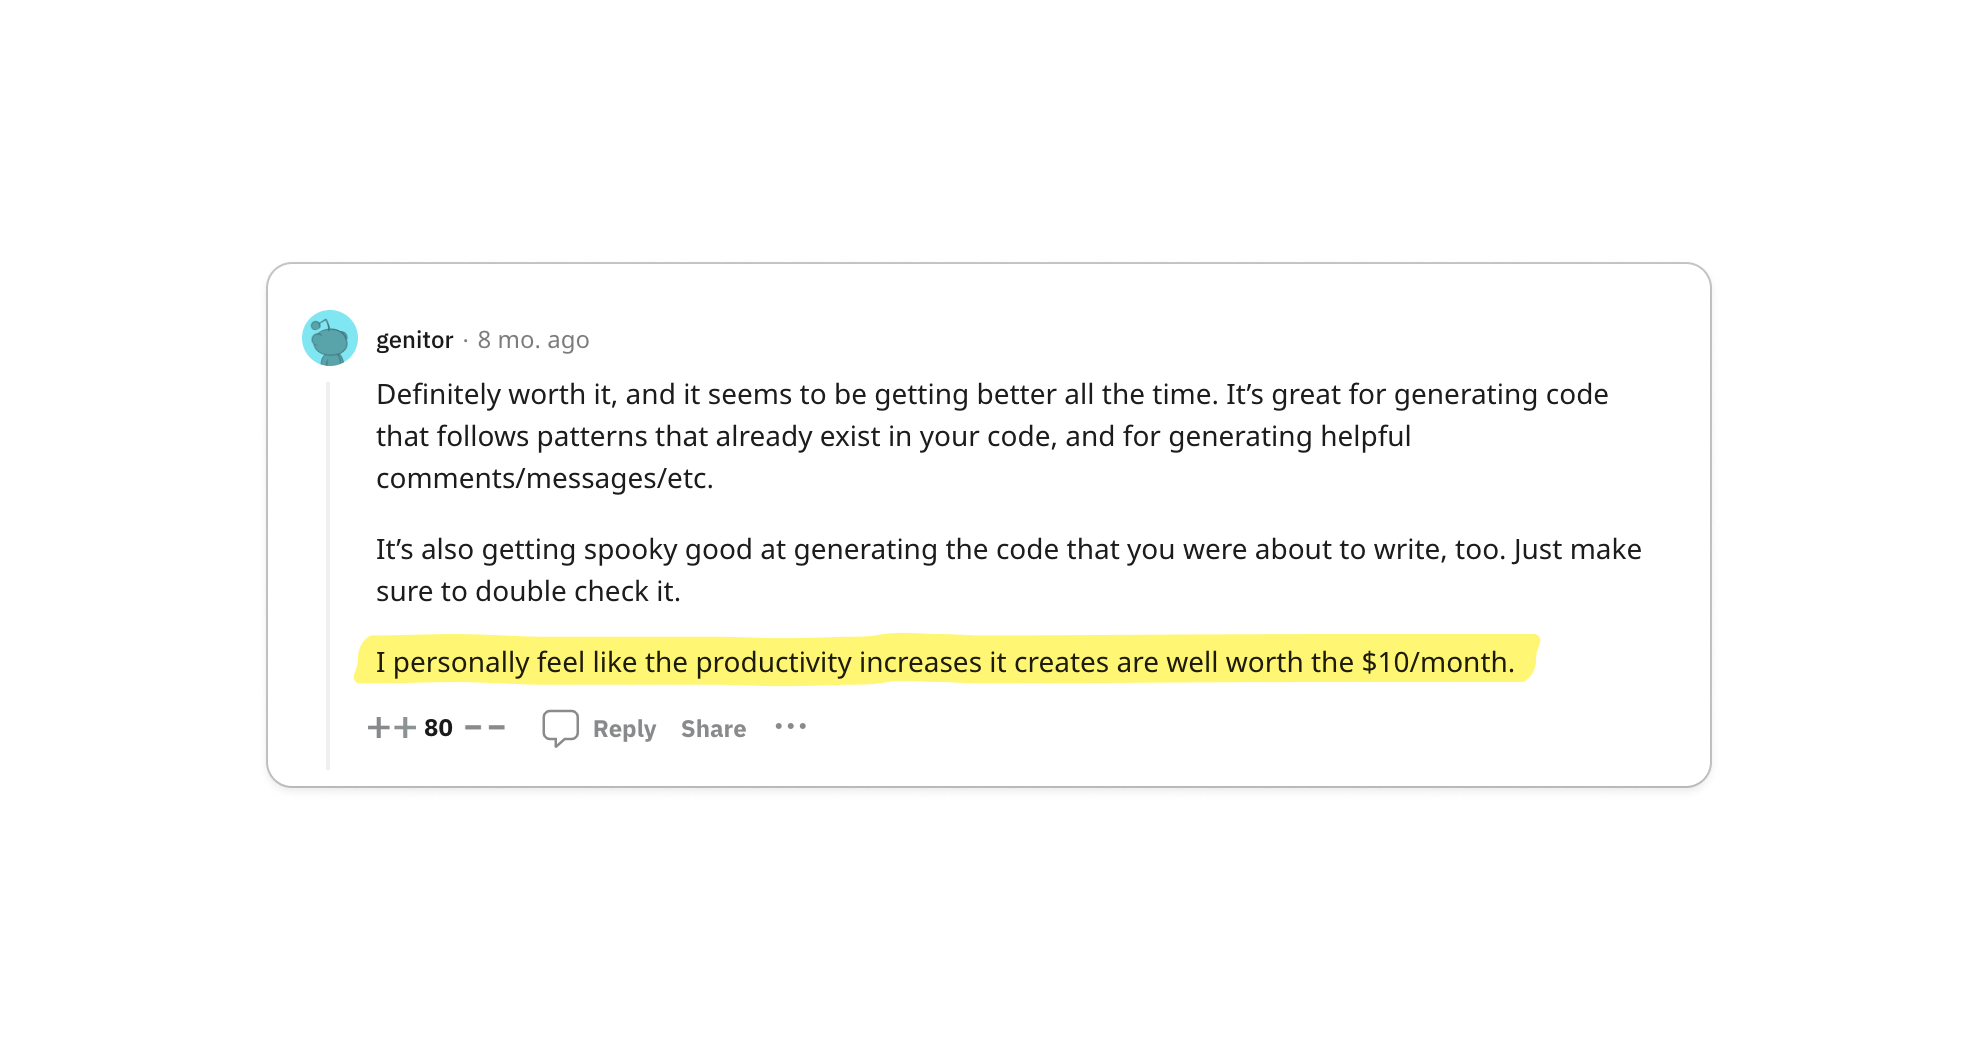 genitor · 8 mo. ago
Definitely worth it, and it seems to be getting better all the time. It’s great for generating code
that follows patterns that already exist in your code, and for generating helpful
comments/messages/etc.
It’s also getting spooky good at generating the code that you were about to write, too. Just make
sure to double check it.
I personally feel like the productivity increases it creates are well worth the $10/month.
++ 80 −− Reply Share ···